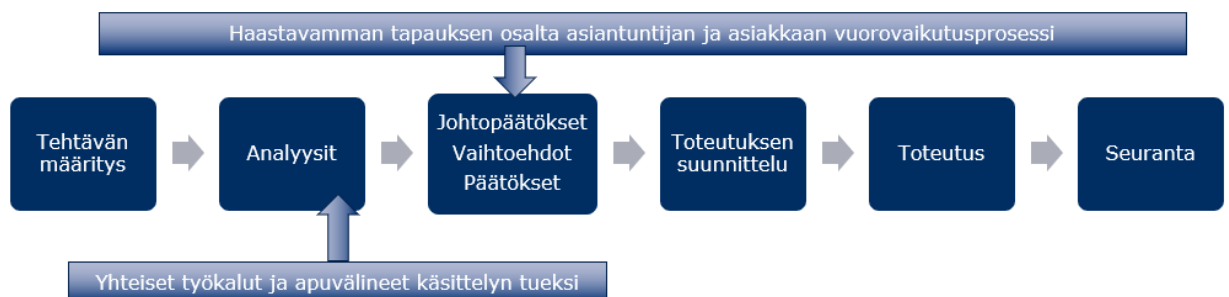 Haastavamman tapauksen osalta asiantuntijan ja asiakkaan vuorovaikutusprosessi
Tehtävän
määritys
Analyysit
Johtopäätökset
Vaihtoehdot
Päätökset
Toteutuksen
suunnittelu
Toteutus
Seuranta
Yhteiset työkalut ja apuvälineet käsittelyn tueksi